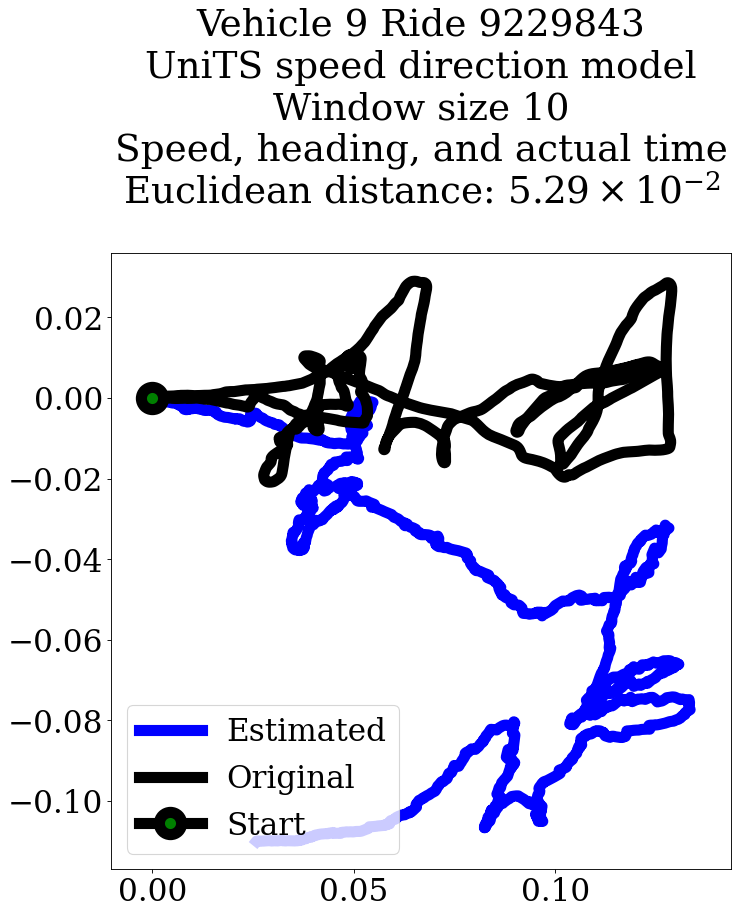 Vehicle 9 Ride 9229843
UniTS speed direction model
Window size 10
Speed, heading, and actual time
Euclidean distance: 5.29 × 10⁻²
0.02
0.00
−0.02
−0.04
−0.06
−0.08
−0.10
Estimated
Original
Start
0.00 0.05 0.10